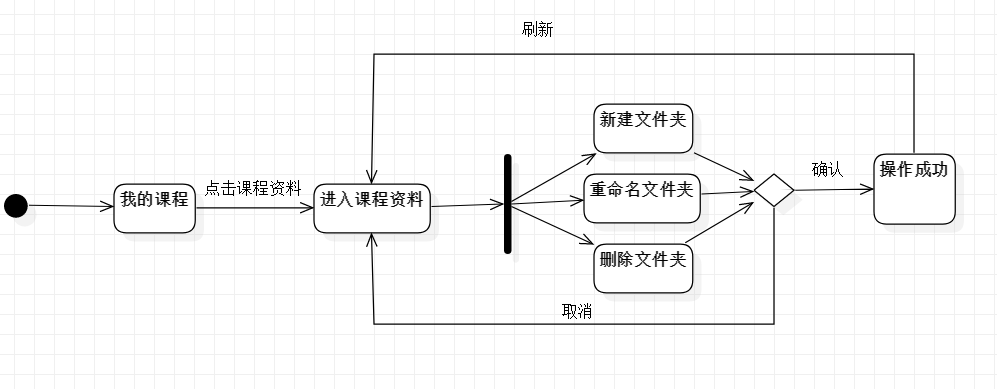 刷新
新建文件夹
我的课程
点击课程资料
进入课程资料
重命名文件夹
确认
操作成功
删除文件夹
取消